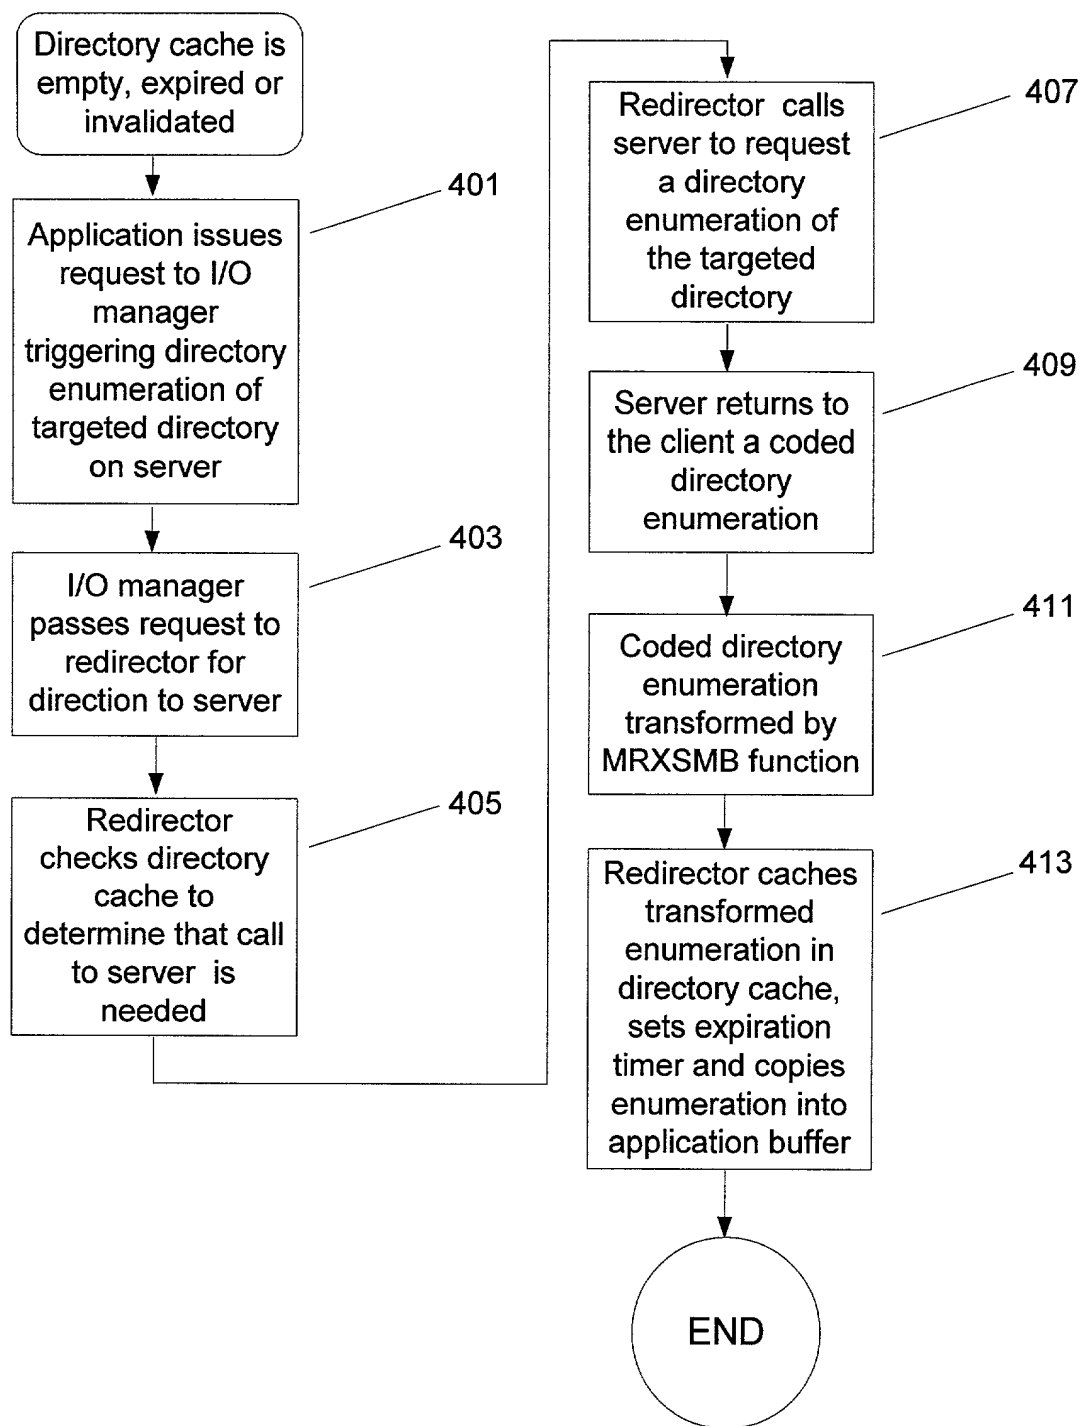 Directory cache is
empty, expired or
invalidated
401
Application issues
request to I/O
manager
triggering directory
enumeration of
targeted directory
on server
403
I/O manager
passes request to
redirector for
direction to server
405
Redirector
checks directory
cache to
determine that call
to server is
needed
407
Redirector calls
server to request
a directory
enumeration of
the targeted
directory
409
Server returns to
the client a coded
directory
enumeration
411
Coded directory
enumeration
transformed by
MRXSMB function
413
Redirector caches
transformed
enumeration in
directory cache,
sets expiration
timer and copies
enumeration into
application buffer
END